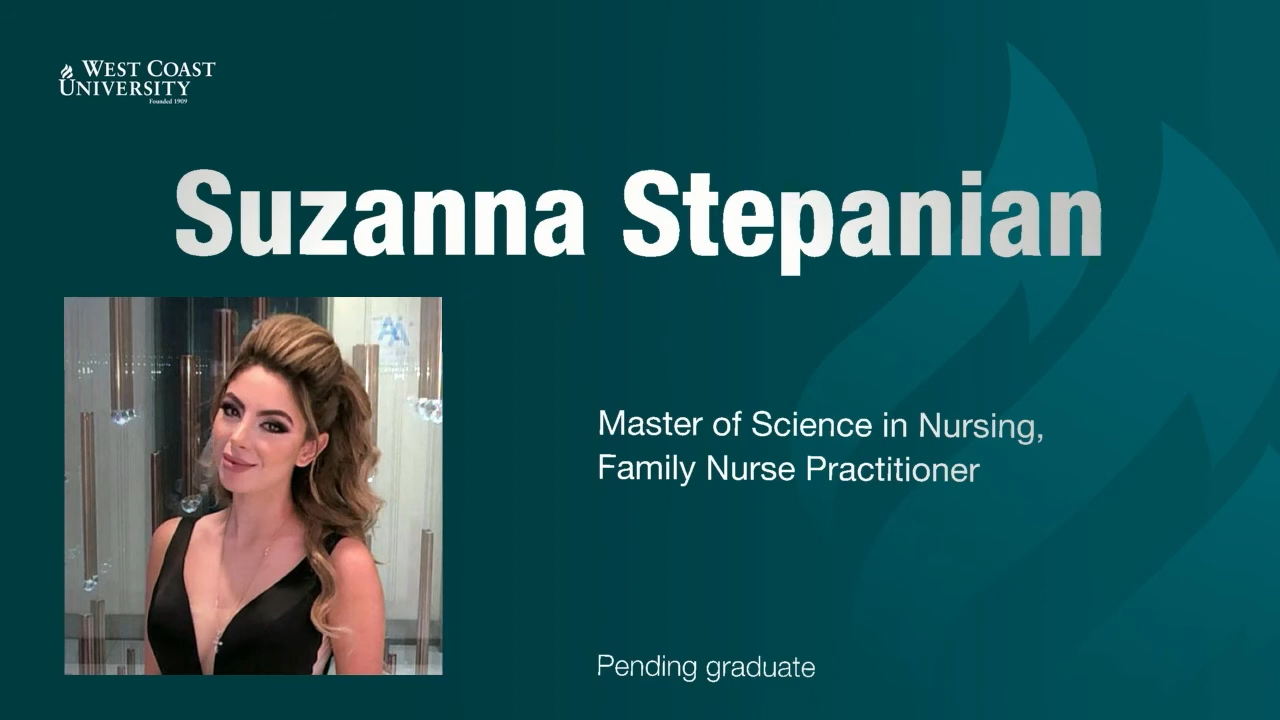 WEST COAST
UNIVERSITY
Founded 1909
Suzanna Stepanian
Master of Science in Nursing,
Family Nurse Practitioner
Pending graduate